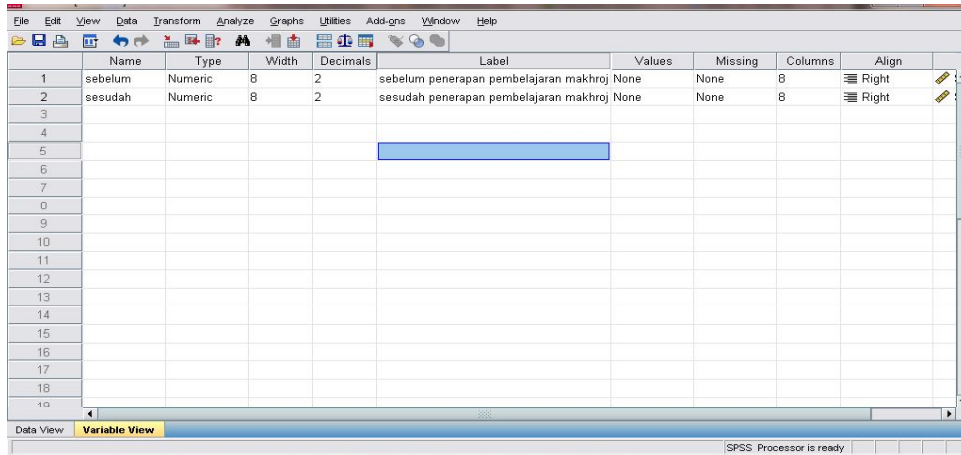 File Edit View Data Transform Analyze Graphs Utilities Add-ons Window Help
Name Type Width Decimals Label Values Missing Columns Align
1 sebelum Numeric 8 2 sebelum penerapan pembelajaran makhroj None None 8 Right
2 sesudah Numeric 8 2 sesudah penerapan pembelajaran makhroj None None 8 Right
3
4
5
6
7
8
9
10
11
12
13
14
15
16
17
18
19
Data View Variable View
SPSS Processor is ready